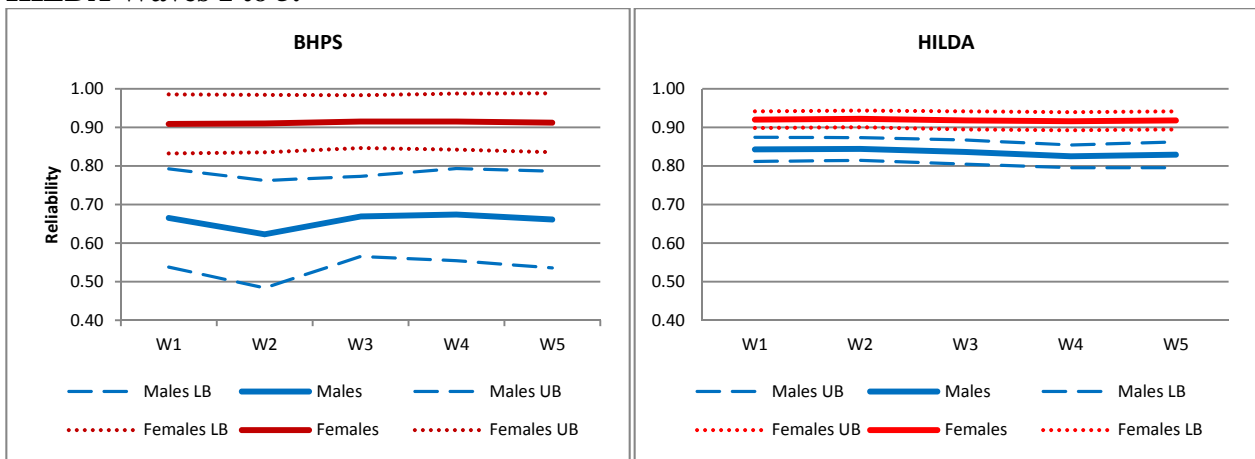 HILDA Waves 1 to 5.
BHPS
1.00
0.90
0.80
0.70
0.60
0.50
0.40
Reliability
W1 W2 W3 W4 W5
Males LB Males Males UB
Females LB Females Females UB
HILDA
1.00
0.90
0.80
0.70
0.60
0.50
0.40
W1 W2 W3 W4 W5
Males UB Males Males LB
Females UB Females Females LB